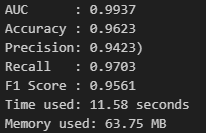 AUC      : 0.9937
Accuracy : 0.9623
Precision: 0.9423)
Recall   : 0.9703
F1 Score : 0.9561
Time used: 11.58 seconds
Memory used: 63.75 MB